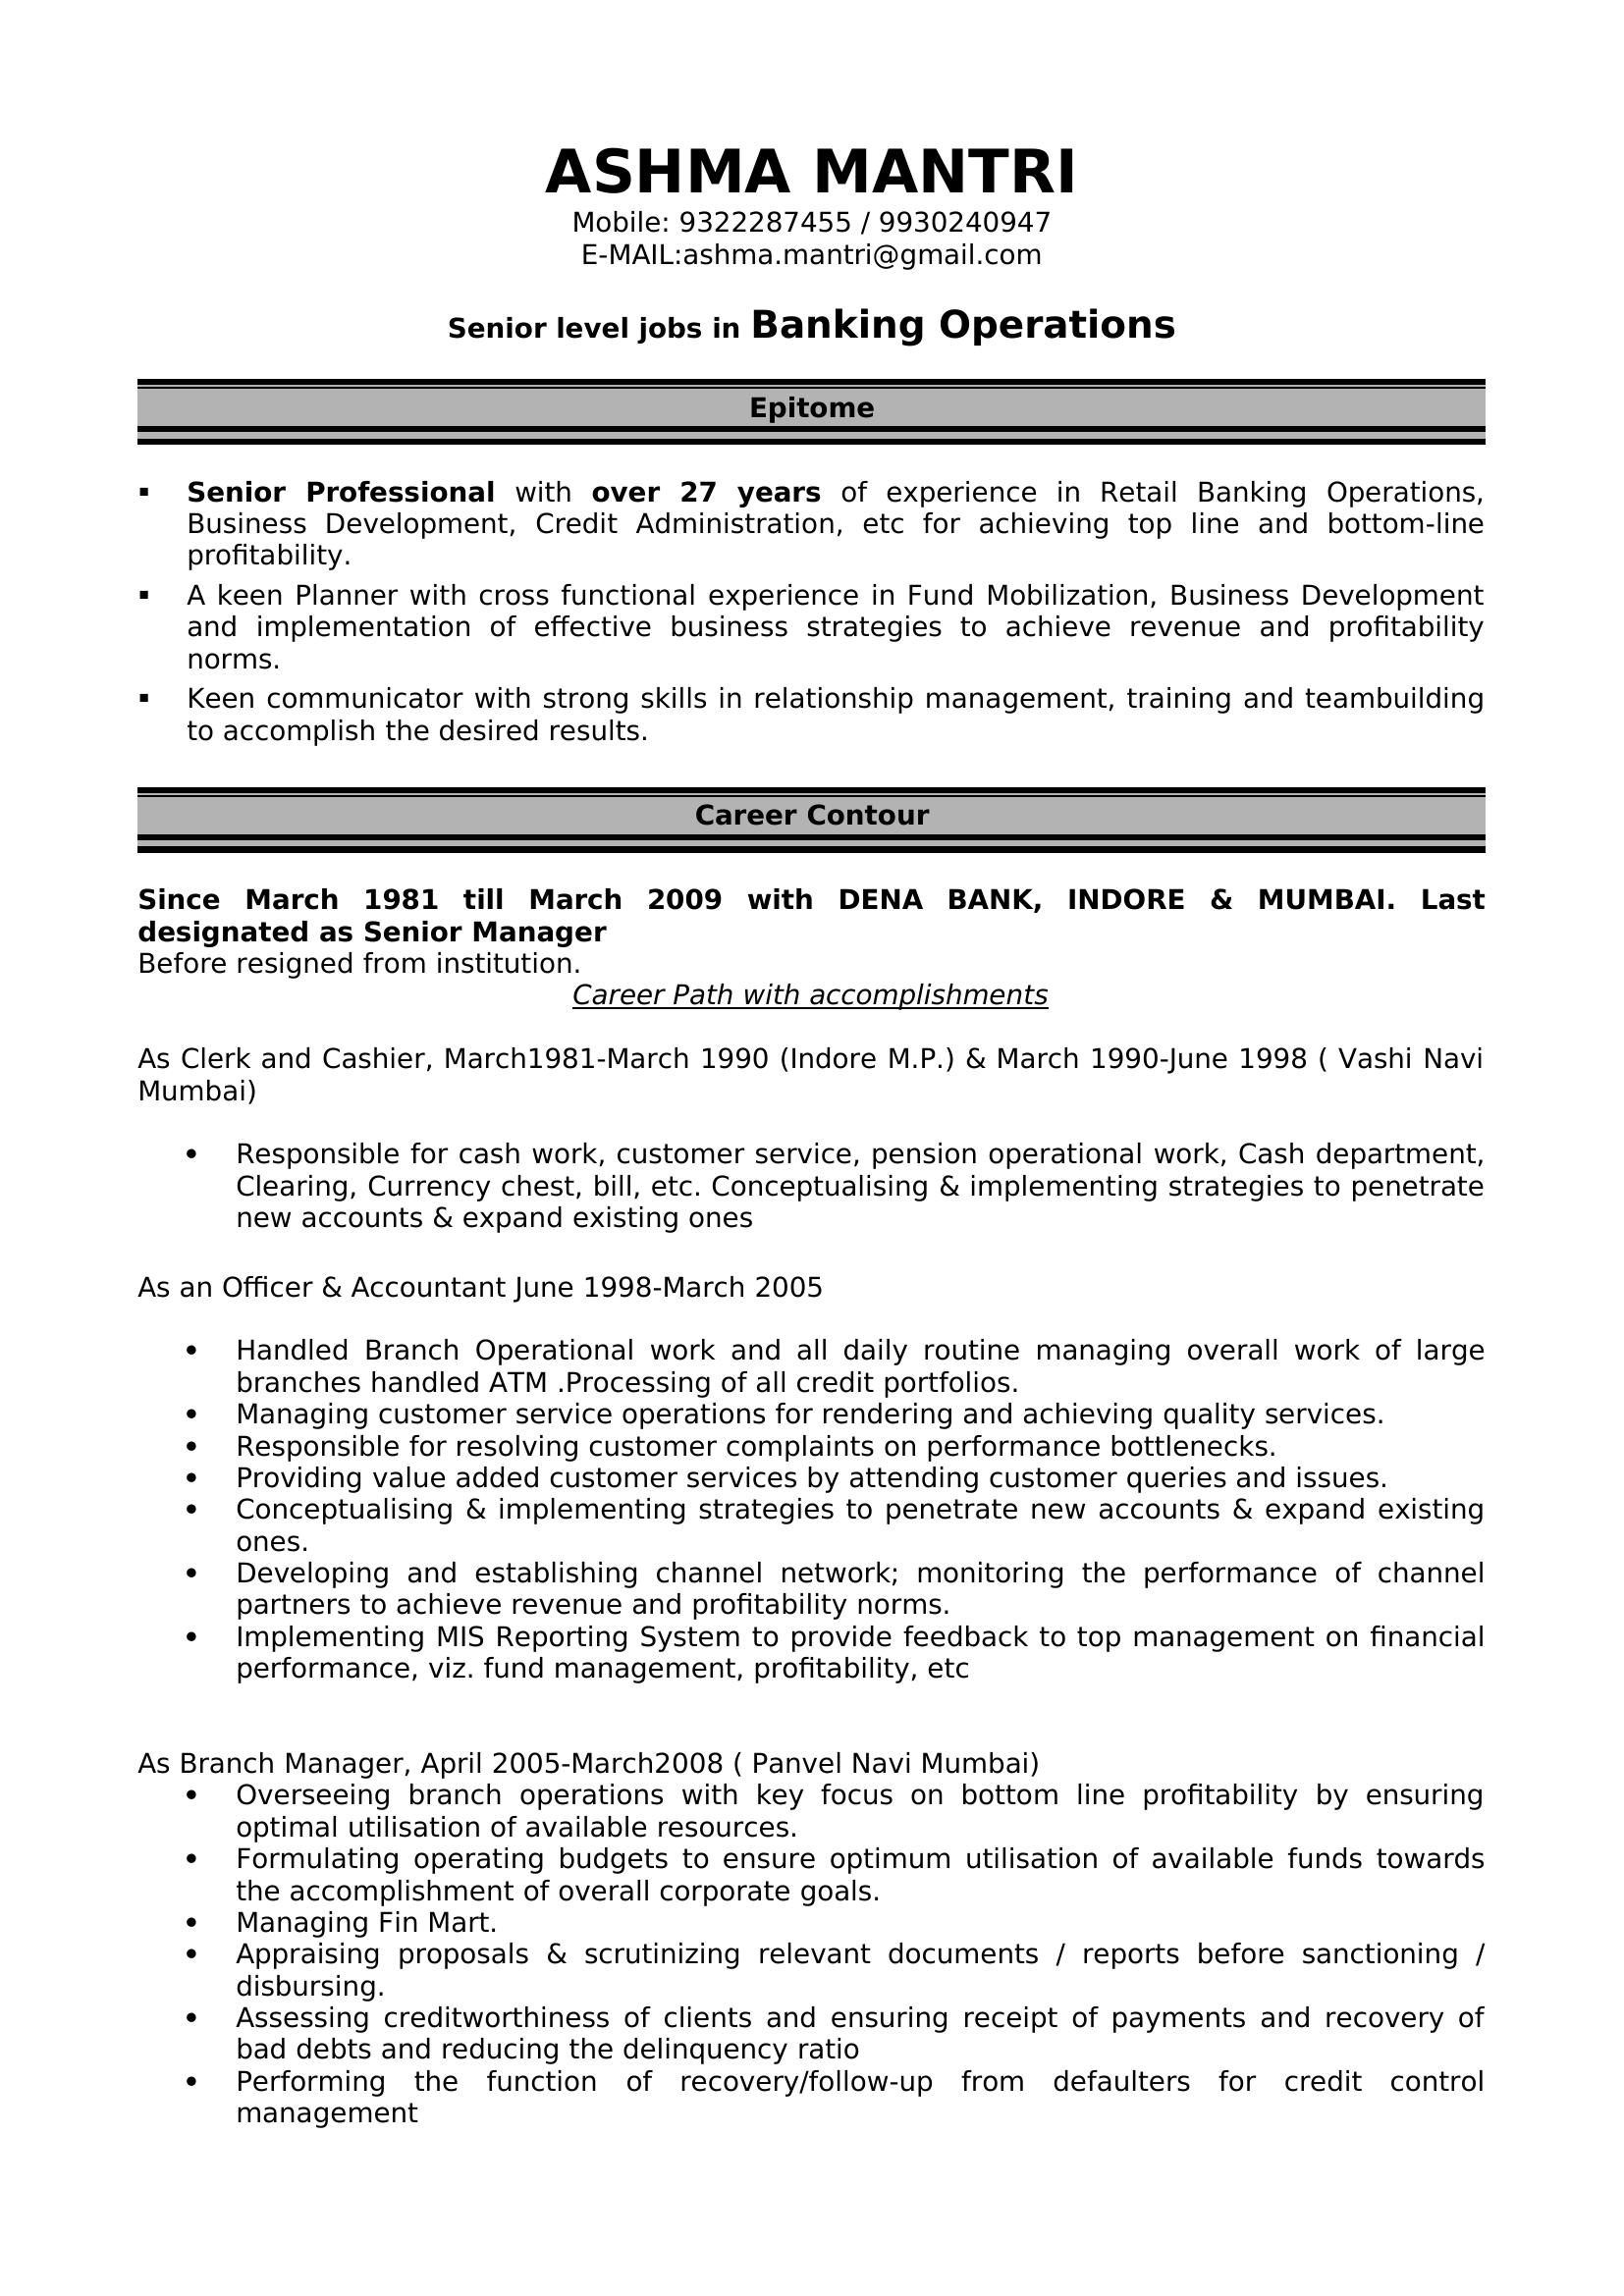 ASHMA MANTRI
Mobile: 9322287455 / 9930240947
E-MAIL:ashma.mantri@gmail.com
Senior level jobs in Banking Operations
Epitome
▪ Senior Professional with over 27 years of experience in Retail Banking Operations,
Business Development, Credit Administration, etc for achieving top line and bottom-line
profitability.
▪ A keen Planner with cross functional experience in Fund Mobilization, Business Development
and implementation of effective business strategies to achieve revenue and profitability
norms.
▪ Keen communicator with strong skills in relationship management, training and teambuilding
to accomplish the desired results.
Career Contour
Since March 1981 till March 2009 with DENA BANK, INDORE & MUMBAI. Last
designated as Senior Manager
Before resigned from institution.
Career Path with accomplishments
As Clerk and Cashier, March1981-March 1990 (Indore M.P.) & March 1990-June 1998 ( Vashi Navi
Mumbai)
• Responsible for cash work, customer service, pension operational work, Cash department,
Clearing, Currency chest, bill, etc. Conceptualising & implementing strategies to penetrate
new accounts & expand existing ones
As an Officer & Accountant June 1998-March 2005
• Handled Branch Operational work and all daily routine managing overall work of large
branches handled ATM .Processing of all credit portfolios.
• Managing customer service operations for rendering and achieving quality services.
• Responsible for resolving customer complaints on performance bottlenecks.
• Providing value added customer services by attending customer queries and issues.
• Conceptualising & implementing strategies to penetrate new accounts & expand existing
ones.
• Developing and establishing channel network; monitoring the performance of channel
partners to achieve revenue and profitability norms.
• Implementing MIS Reporting System to provide feedback to top management on financial
performance, viz. fund management, profitability, etc
As Branch Manager, April 2005-March2008 ( Panvel Navi Mumbai)
• Overseeing branch operations with key focus on bottom line profitability by ensuring
optimal utilisation of available resources.
• Formulating operating budgets to ensure optimum utilisation of available funds towards
the accomplishment of overall corporate goals.
• Managing Fin Mart.
• Appraising proposals & scrutinizing relevant documents / reports before sanctioning /
disbursing.
• Assessing creditworthiness of clients and ensuring receipt of payments and recovery of
bad debts and reducing the delinquency ratio
• Performing the function of recovery/follow-up from defaulters for credit control
management